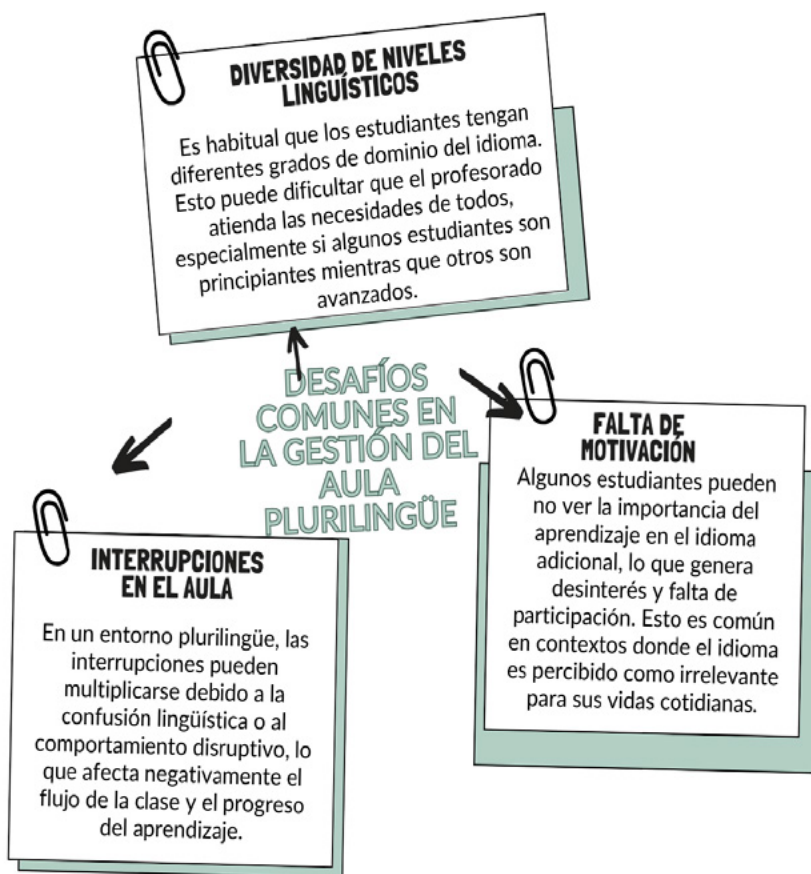 DIVERSIDAD DE NIVELES
LINGUÍSTICOS
Es habitual que los estudiantes tengan
diferentes grados de dominio del idioma.
Esto puede dificultar que el profesorado
atienda las necesidades de todos,
especialmente si algunos estudiantes son
principiantes mientras que otros son
avanzados.
DESAFÍOS
COMUNES EN
LA GESTIÓN DEL
AULA
PLURILINGÜE
FALTA DE
MOTIVACIÓN
Algunos estudiantes pueden
no ver la importancia del
aprendizaje en el idioma
adicional, lo que genera
desinterés y falta de
participación. Esto es común
en contextos donde el idioma
es percibido como irrelevante
para sus vidas cotidianas.
INTERRUPCIONES
EN EL AULA
En un entorno plurilingüe, las
interrupciones pueden
multiplicarse debido a la
confusión lingüística o al
comportamiento disruptivo, lo
que afecta negativamente el
flujo de la clase y el progreso
del aprendizaje.